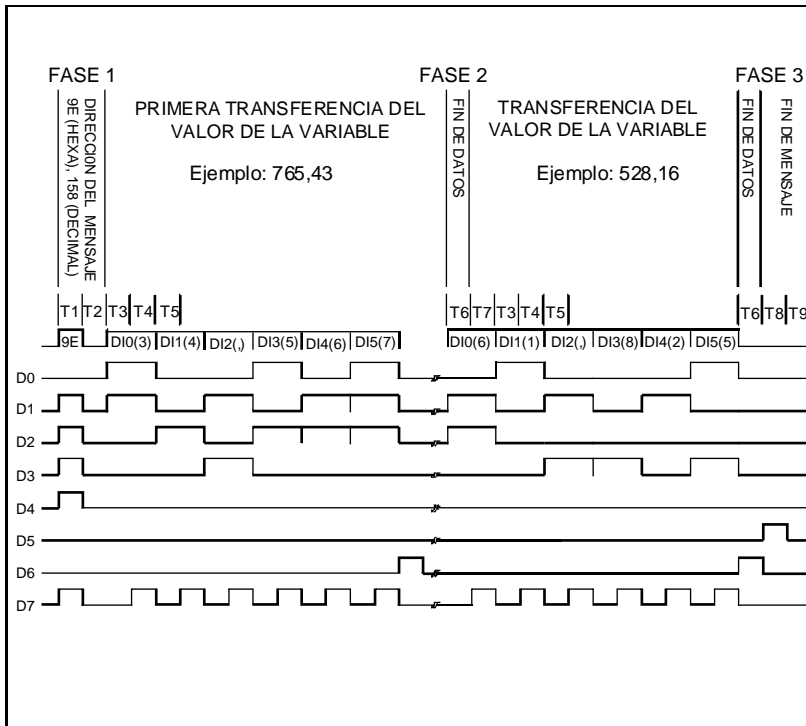 FASE 1
FASE 2
FASE 3
DIRECCION DEL MENSAJE
9E (HEXA), 158 (DECIMAL)
PRIMERA TRANSFERENCIA DEL
VALOR DE LA VARIABLE
Ejemplo: 765,43
FIN DE DATOS
TRANSFERENCIA DEL
VALOR DE LA VARIABLE
Ejemplo: 528,16
FIN DE DATOS
FIN DE MENSAJE
T1 T2 T3 T4 T5 T6 T7 T3 T4 T5 T6 T8 T9
9E DI0(3) DI1(4) DI2(,) DI3(5) DI4(6) DI5(7) DI0(6) DI1(1) DI2(,) DI3(8) DI4(2) DI5(5)
D0
D1
D2
D3
D4
D5
D6
D7